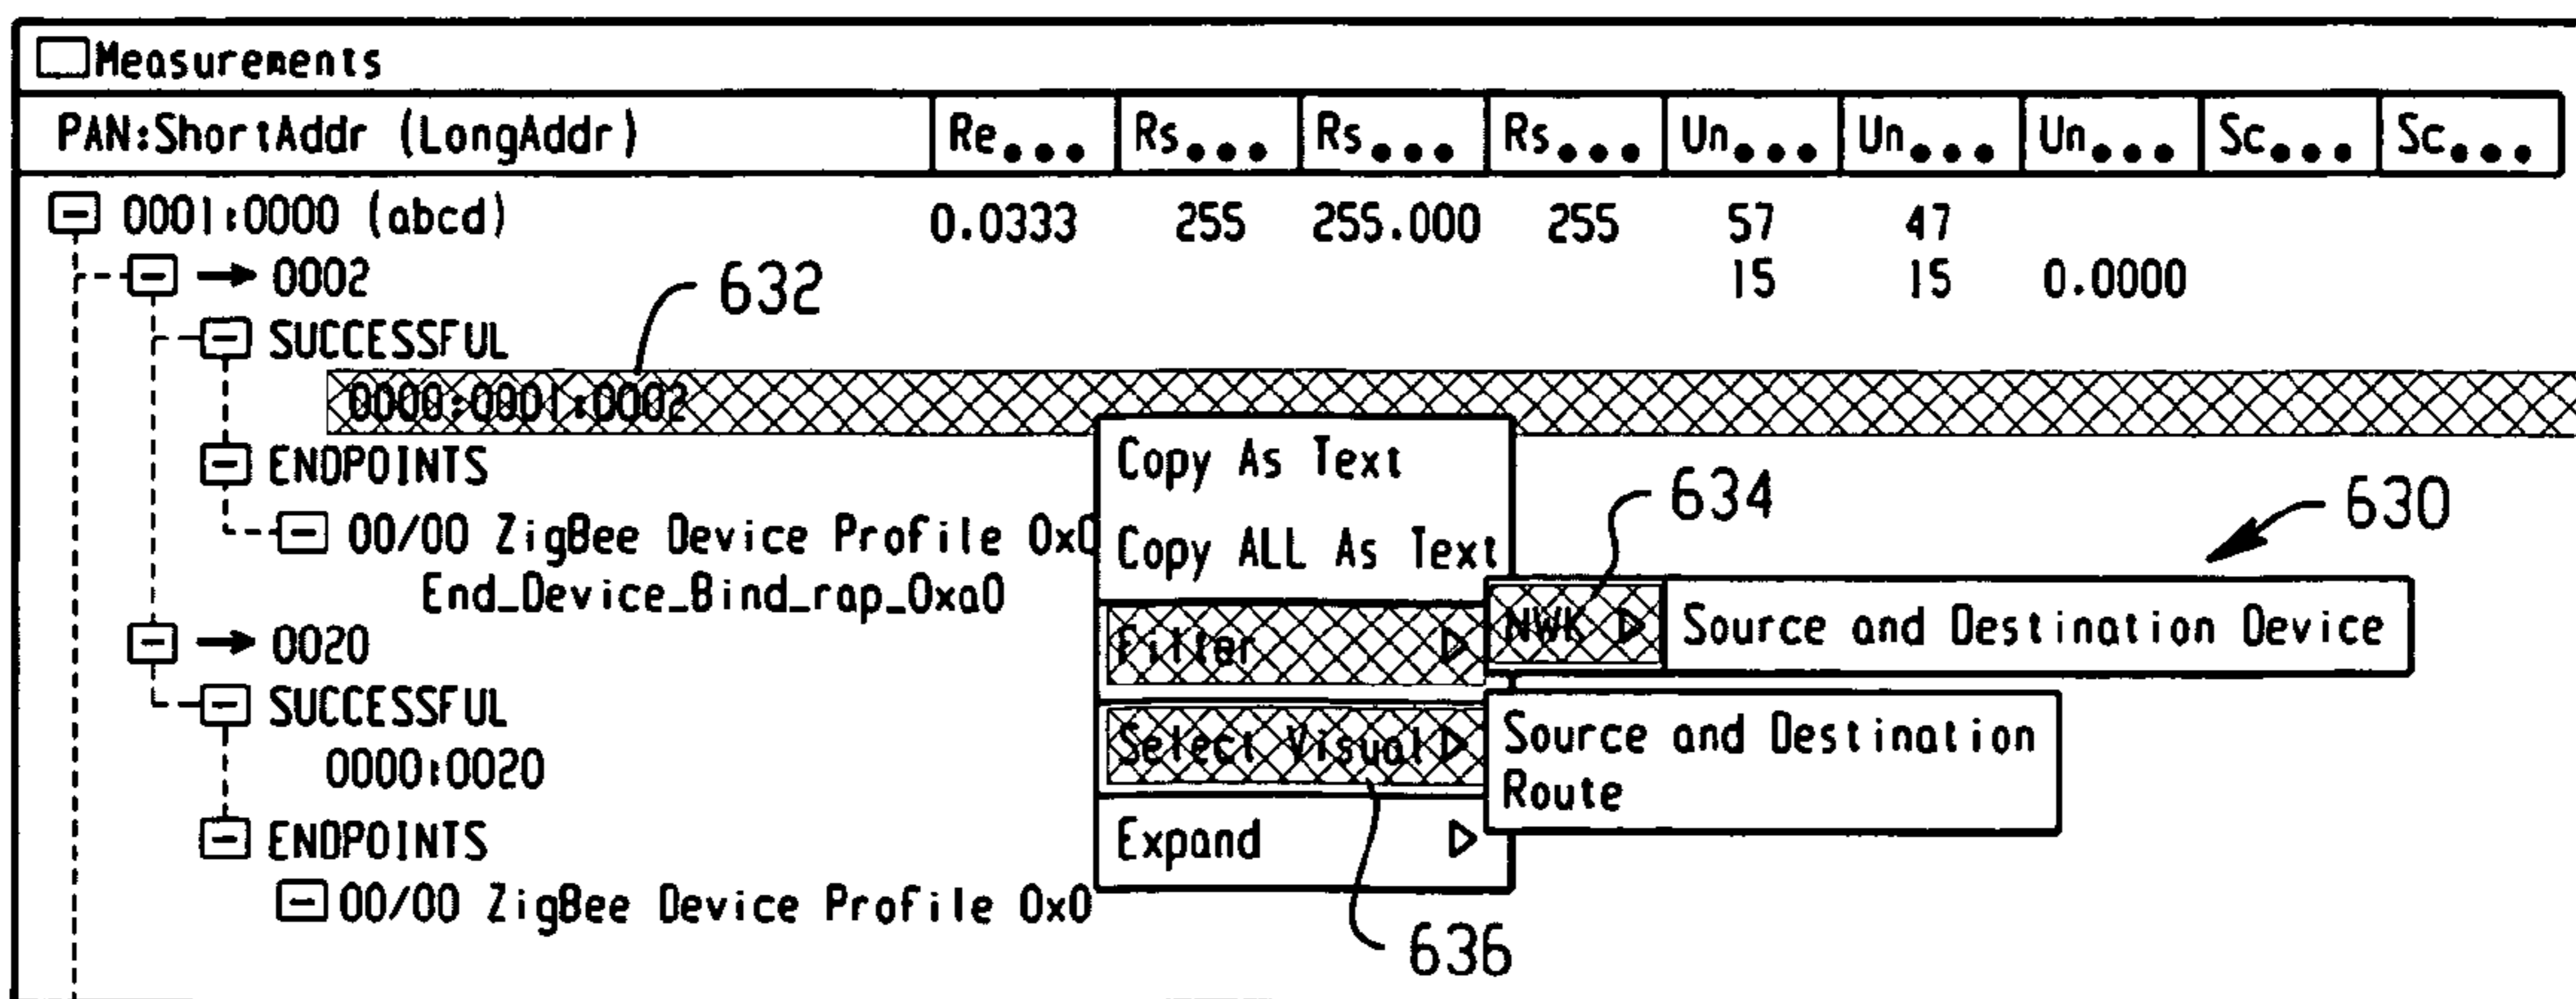 Measurements
PAN:ShortAddr (LongAddr) Re... Rs... Rs... Rs... Un... Un... Un... Sc... Sc...
0001:0000 (abcd) 0.0333 255 255.000 255 57 47
→ 0002 15 15 0.0000
632
SUCCESSFUL
0000:0001:0002
ENDPOINTS
00/00 ZigBee Device Profile 0x0
End_Device_Bind_rap_0xa0
→ 0020
SUCCESSFUL
0000:0020
ENDPOINTS
00/00 ZigBee Device Profile 0x0
Copy As Text
Copy ALL As Text
Filter
Select Visual
Expand
634
630
NWK Source and Destination Device
Source and Destination
Route
636